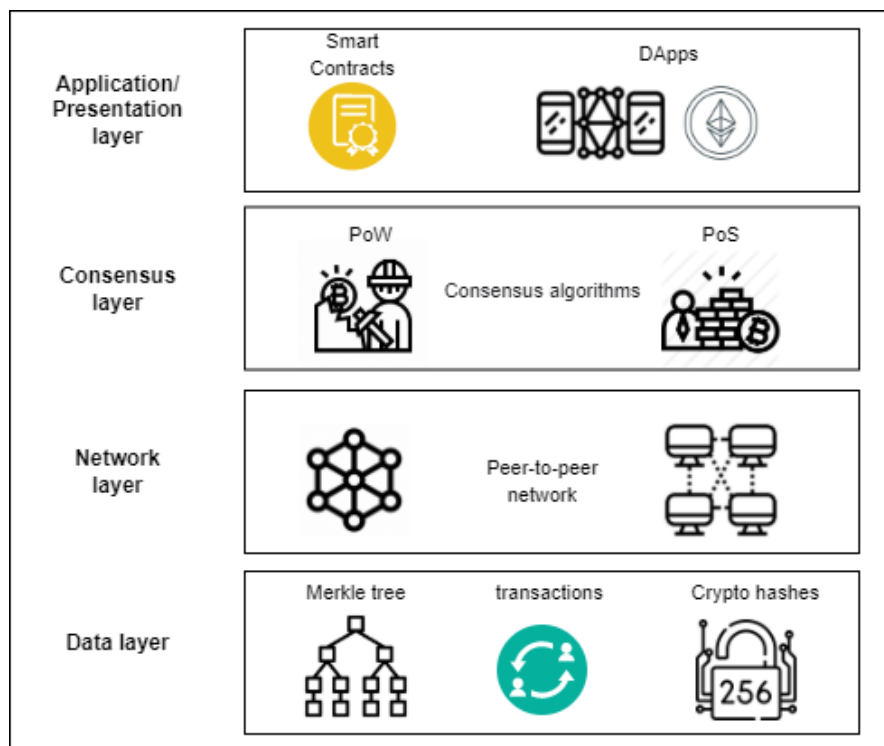 Application/
Presentation
layer
Smart
Contracts
DApps
Consensus
layer
PoW
Consensus algorithms
PoS
Network
layer
Peer-to-peer
network
Data layer
Merkle tree
transactions
Crypto hashes
256